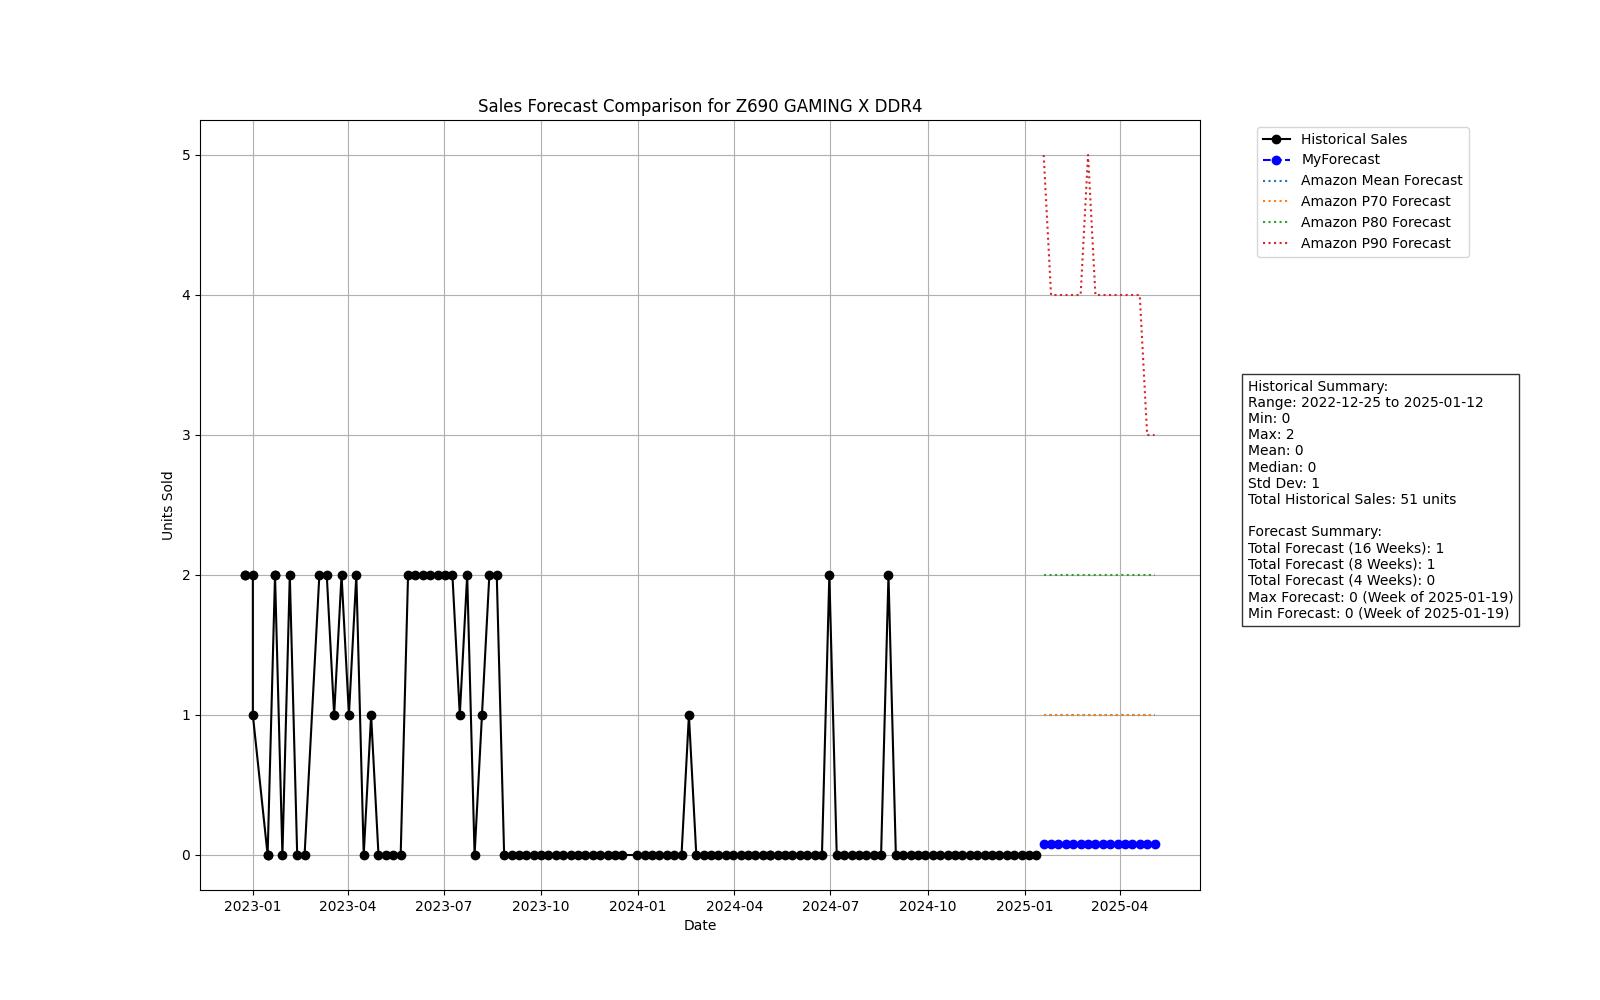 Sales Forecast Comparison for Z690 GAMING X DDR4
5
4
3
2
1
0
Units Sold
2023-01
2023-04
2023-07
2023-10
2024-01
2024-04
2024-07
2024-10
2025-01
2025-04
Date
Historical Sales
MyForecast
Amazon Mean Forecast
Amazon P70 Forecast
Amazon P80 Forecast
Amazon P90 Forecast
Historical Summary:
Range: 2022-12-25 to 2025-01-12
Min: 0
Max: 2
Mean: 0
Median: 0
Std Dev: 1
Total Historical Sales: 51 units
Forecast Summary:
Total Forecast (16 Weeks): 1
Total Forecast (8 Weeks): 1
Total Forecast (4 Weeks): 0
Max Forecast: 0 (Week of 2025-01-19)
Min Forecast: 0 (Week of 2025-01-19)